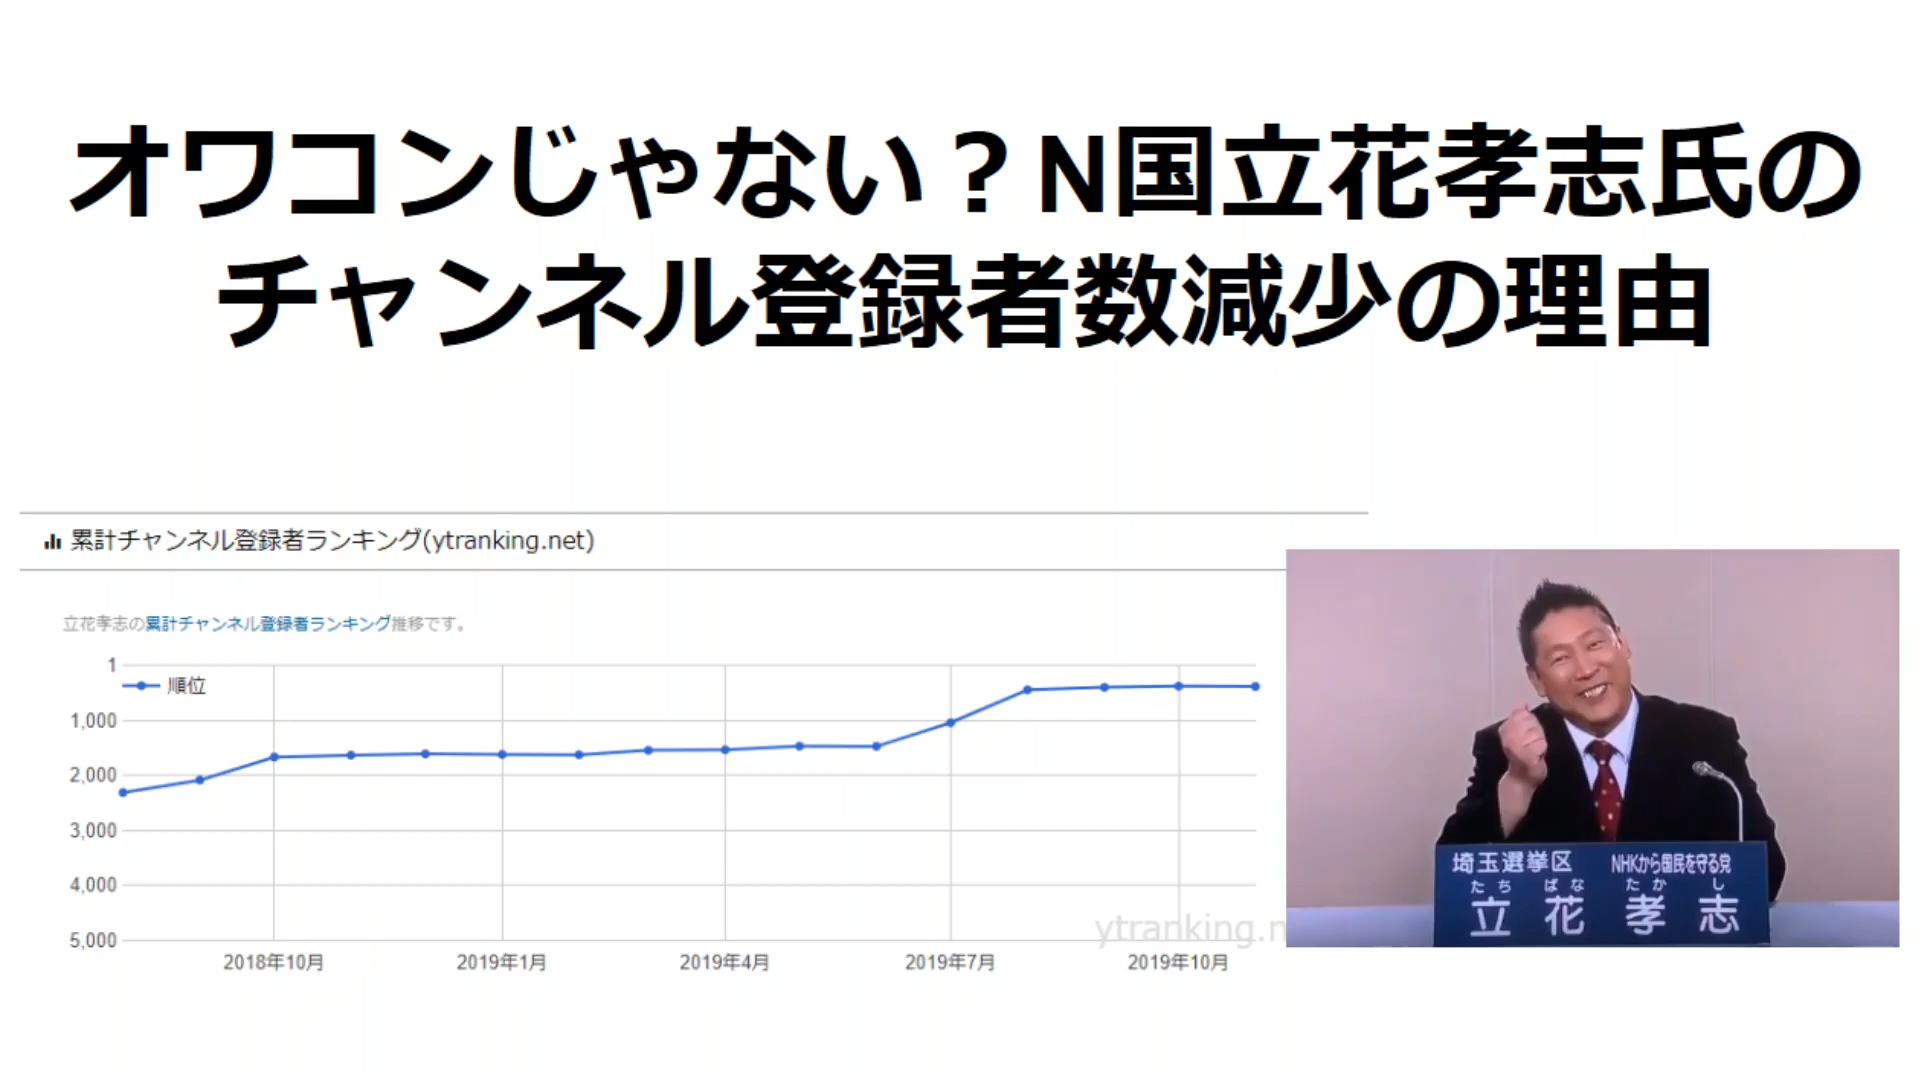 オワコンじゃない？N国立花孝志氏の
チャンネル登録者数減少の理由
累計チャンネル登録者ランキング(ytranking.net)
立花孝志の累計チャンネル登録者ランキング推移です。
順位
1
1,000
2,000
3,000
4,000
5,000
2018年10月
2019年1月
2019年4月
2019年7月
2019年10月
ytranking.n
埼玉選挙区 NHKから国民を守る党
たち ばな たか し
立花孝志